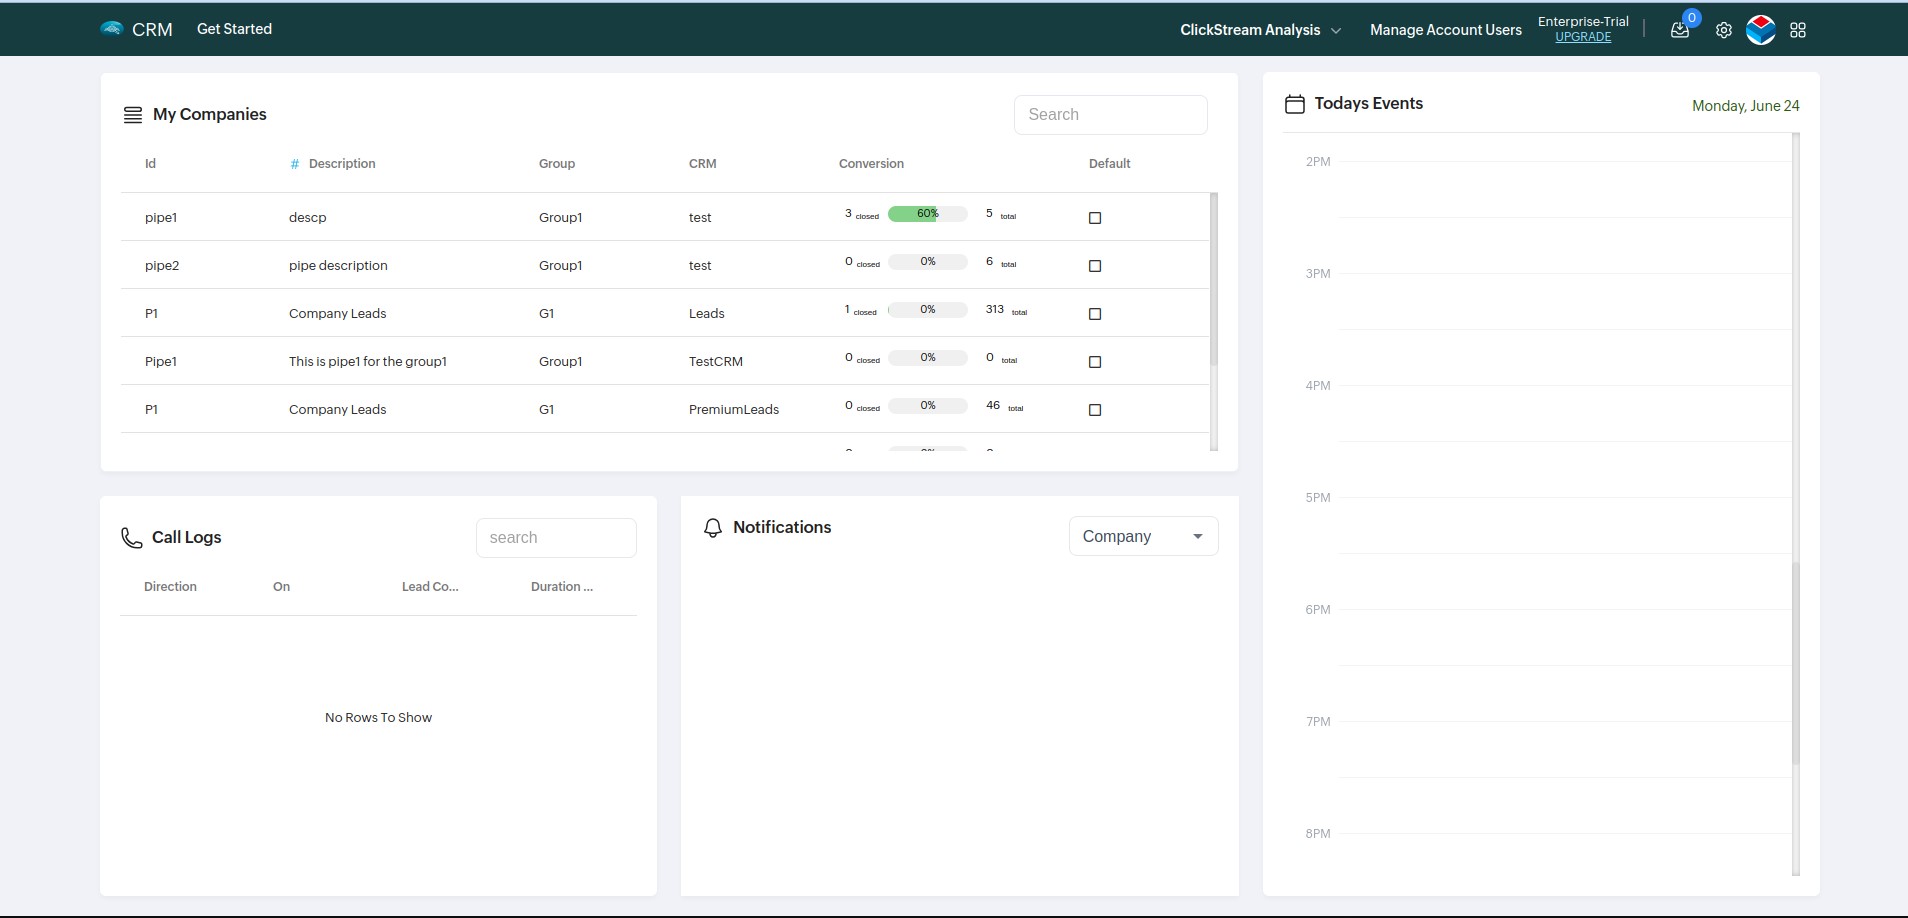 CRM Get Started ClickStream Analysis Manage Account Users Enterprise-Trial 0
UPGRADE
My Companies Search
Id # Description Group CRM Conversion Default
pipe1 descp Group1 test 3 closed 60% 5 total
pipe2 pipe description Group1 test 0 closed 0% 6 total
P1 Company Leads G1 Leads 1 closed 0% 313 total
Pipe1 This is pipe1 for the group1 Group1 TestCRM 0 closed 0% 0 total
P1 Company Leads G1 PremiumLeads 0 closed 0% 46 total
Call Logs search
Direction On Lead Co... Duration ...
No Rows To Show
Notifications Company
Todays Events Monday, June 24
2PM
3PM
4PM
5PM
6PM
7PM
8PM